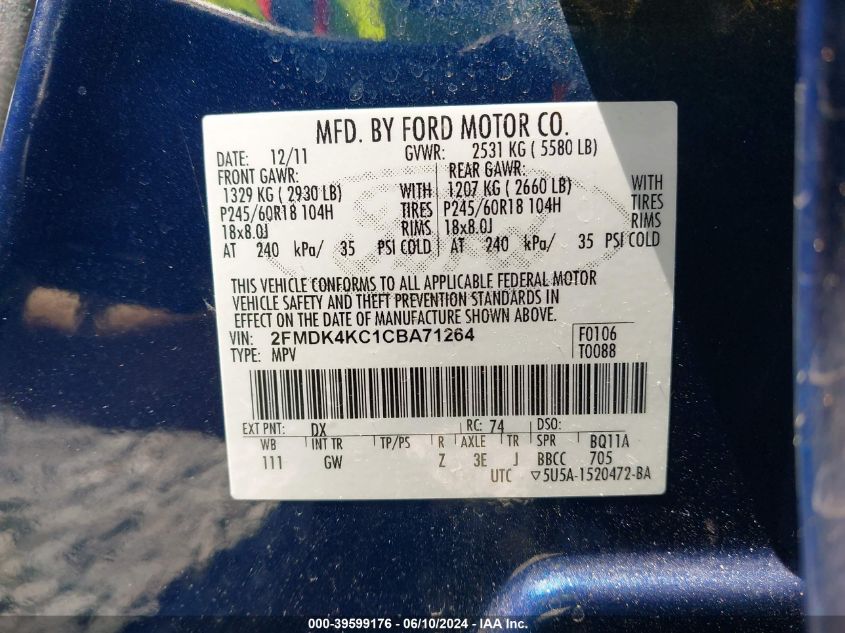 MFD. BY FORD MOTOR CO.
DATE: 12/11 GVWR: 2531 KG ( 5580 LB)
FRONT GAWR: REAR GAWR:
1329 KG ( 2930 LB) WITH 1207 KG ( 2660 LB) WITH
P245/60R18 104H TIRES P245/60R18 104H TIRES
18x8.0J RIMS 18x8.0J RIMS
AT 240 kPa/ 35 PSI COLD AT 240 kPa/ 35 PSI COLD
THIS VEHICLE CONFORMS TO ALL APPLICABLE FEDERAL MOTOR
VEHICLE SAFETY AND THEFT PREVENTION STANDARDS IN
EFFECT ON THE DATE OF MANUFACTURE SHOWN ABOVE.
VIN: 2FMDK4KC1CBA71264 F0106
TYPE: MPV T0088
EXT PNT: DX RC: 74 DSO:
WB INT TR TP/PS R AXLE TR SPR BQ11A
111 GW Z 3E J BBCC 705
UTC ▽5U5A-1520472-BA
000-39599176 - 06/10/2024 - IAA Inc.